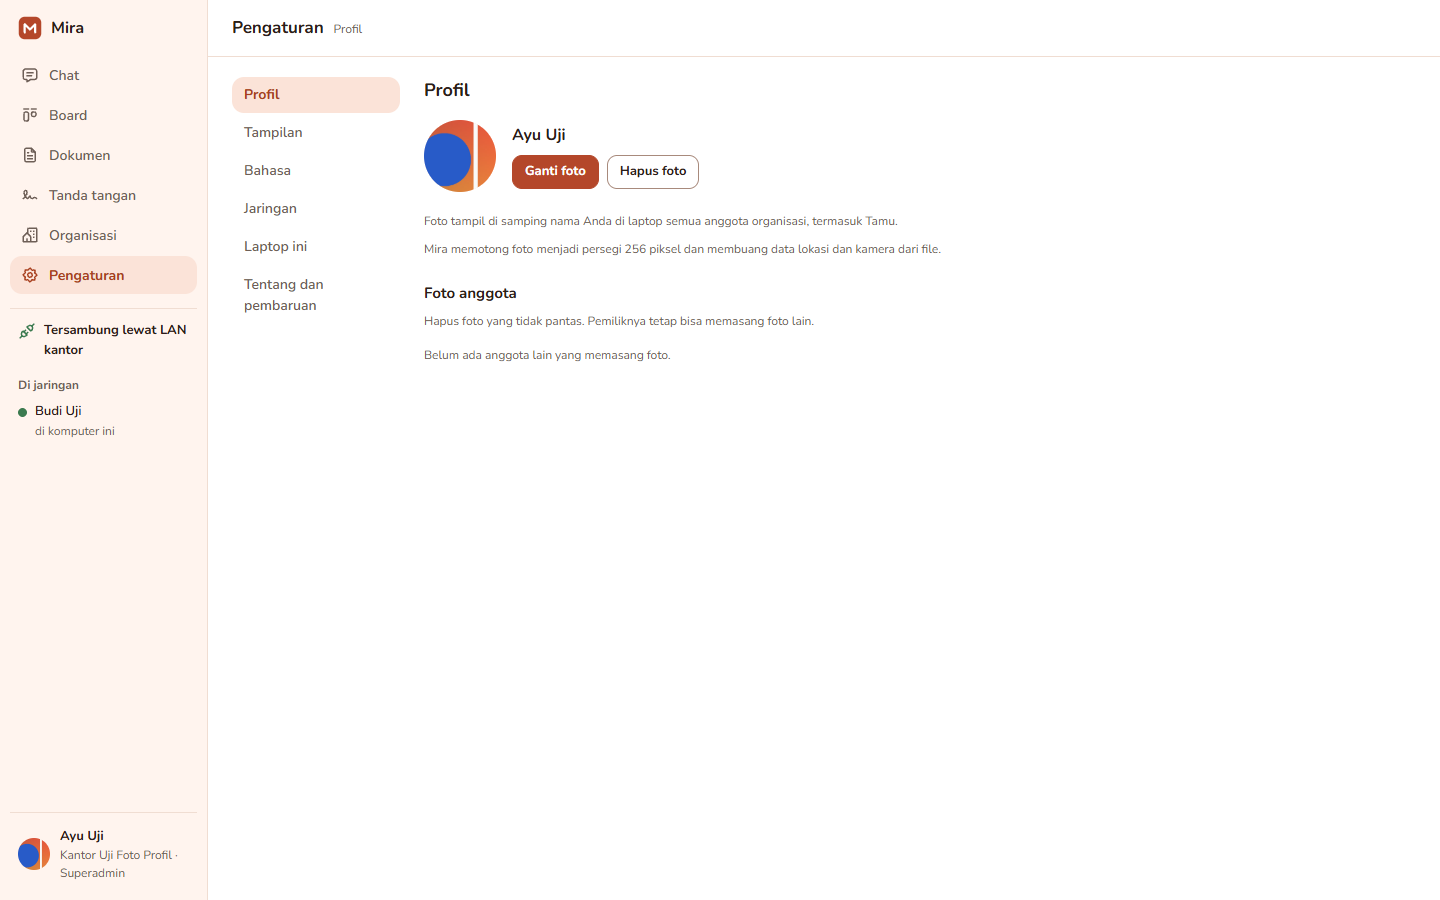 Mira
Chat
Board
Dokumen
Tanda tangan
Organisasi
Pengaturan
Tersambung lewat LAN
kantor
Di jaringan
Budi Uji
di komputer ini
Ayu Uji
Kantor Uji Foto Profil ·
Superadmin
Pengaturan Profil
Profil
Tampilan
Bahasa
Jaringan
Laptop ini
Tentang dan
pembaruan
Profil
Ayu Uji
Ganti foto
Hapus foto
Foto tampil di samping nama Anda di laptop semua anggota organisasi, termasuk Tamu.
Mira memotong foto menjadi persegi 256 piksel dan membuang data lokasi dan kamera dari file.
Foto anggota
Hapus foto yang tidak pantas. Pemiliknya tetap bisa memasang foto lain.
Belum ada anggota lain yang memasang foto.